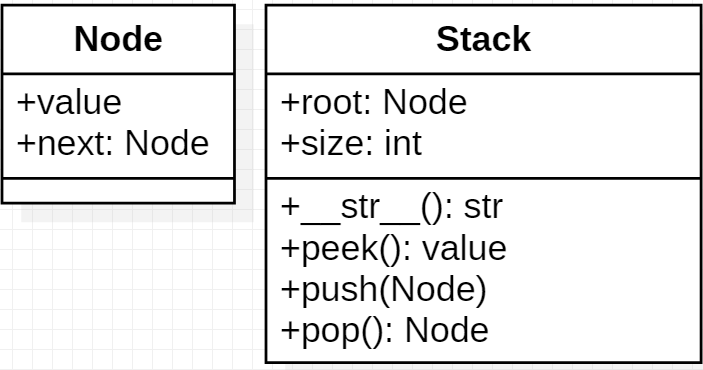 Node
+value
+next: Node
Stack
+root: Node
+size: int
+__str__(): str
+peek(): value
+push(Node)
+pop(): Node